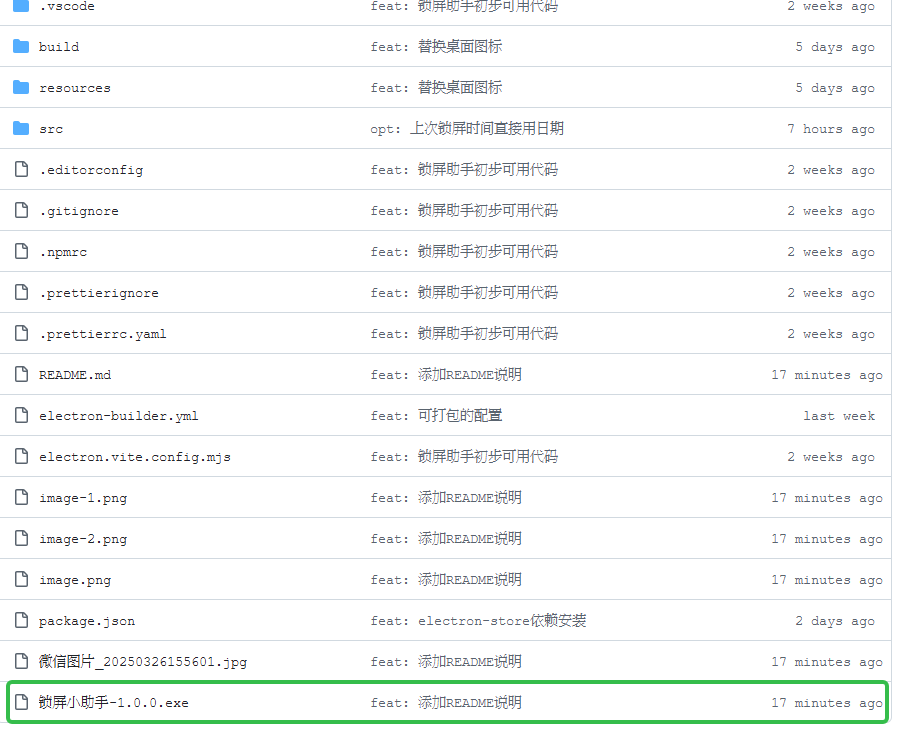 .vscode feat: 锁屏助手初步可用代码 2 weeks ago
build feat: 替换桌面图标 5 days ago
resources feat: 替换桌面图标 5 days ago
src opt: 上次锁屏时间直接用日期 7 hours ago
.editorconfig feat: 锁屏助手初步可用代码 2 weeks ago
.gitignore feat: 锁屏助手初步可用代码 2 weeks ago
.npmrc feat: 锁屏助手初步可用代码 2 weeks ago
.prettierignore feat: 锁屏助手初步可用代码 2 weeks ago
.prettierrc.yaml feat: 锁屏助手初步可用代码 2 weeks ago
README.md feat: 添加README说明 17 minutes ago
electron-builder.yml feat: 可打包的配置 last week
electron.vite.config.mjs feat: 锁屏助手初步可用代码 2 weeks ago
image-1.png feat: 添加README说明 17 minutes ago
image-2.png feat: 添加README说明 17 minutes ago
image.png feat: 添加README说明 17 minutes ago
package.json feat: electron-store依赖安装 2 days ago
微信图片_20250326155601.jpg feat: 添加README说明 17 minutes ago
锁屏小助手-1.0.0.exe feat: 添加README说明 17 minutes ago